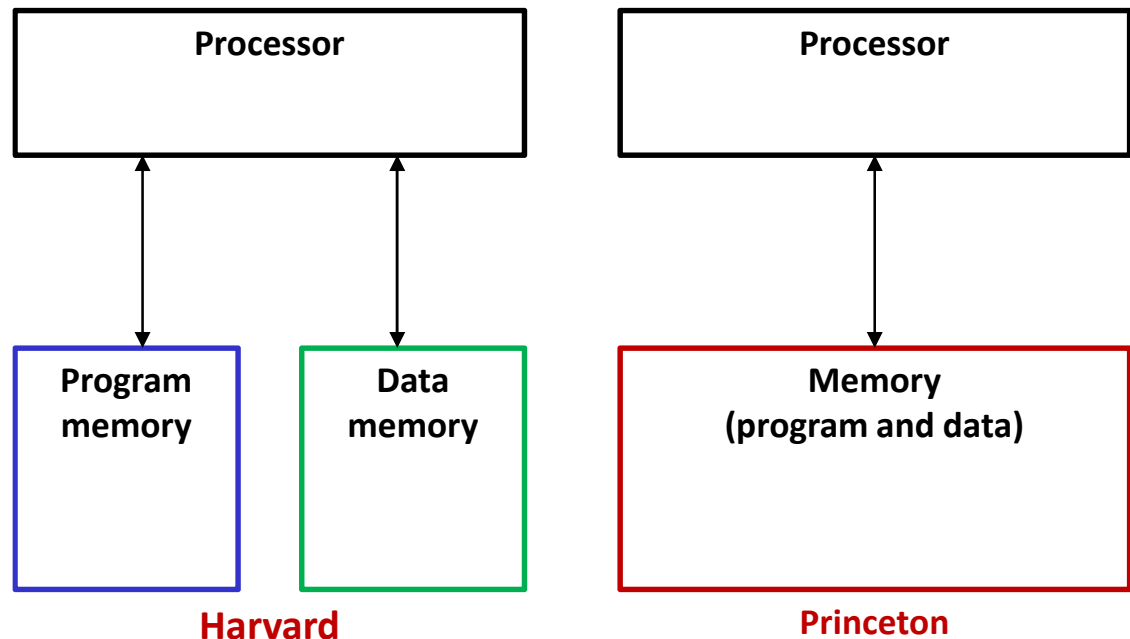 Processor
Program
memory
Data
memory
Harvard
Processor
Memory
(program and data)
Princeton